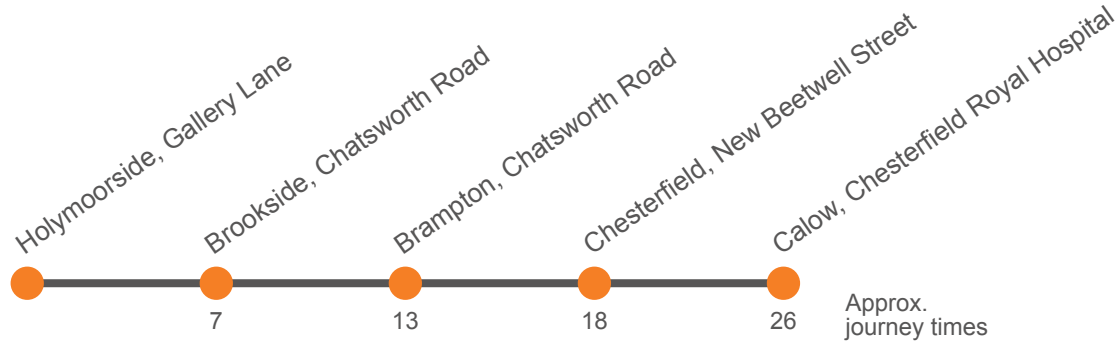 Holymoorside, Gallery Lane
Brookside, Chatsworth Road
Brampton, Chatsworth Road
Chesterfield, New Beetwell Street
Calow, Chesterfield Royal Hospital
7
13
18
26
Approx.
journey times